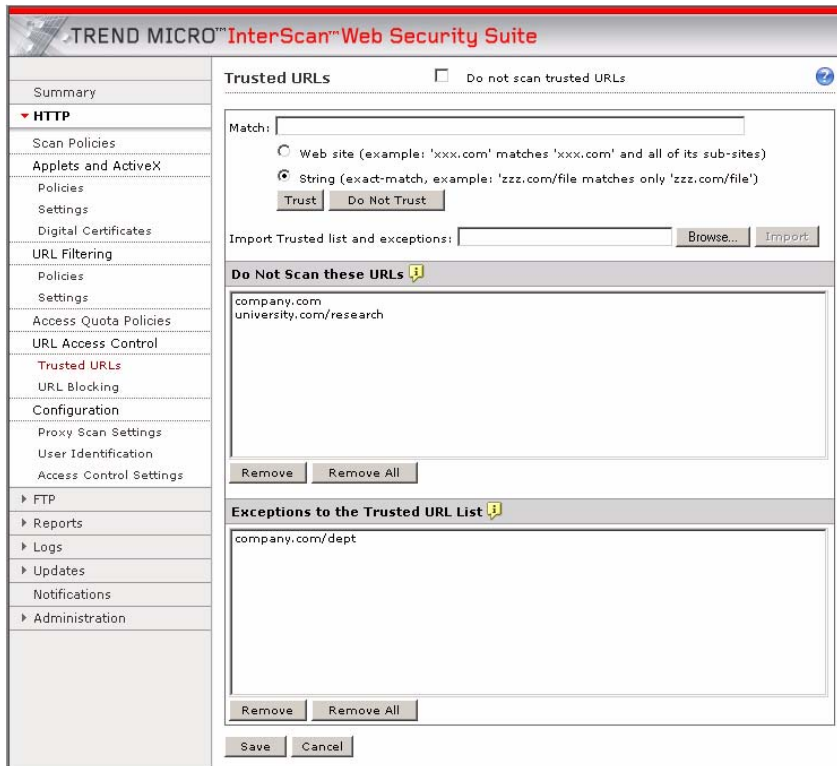 TREND MICRO™ InterScan™ Web Security Suite
Summary
HTTP
Scan Policies
Applets and ActiveX
Policies
Settings
Digital Certificates
URL Filtering
Policies
Settings
Access Quota Policies
URL Access Control
Trusted URLs
URL Blocking
Configuration
Proxy Scan Settings
User Identification
Access Control Settings
FTP
Reports
Logs
Updates
Notifications
Administration
Trusted URLs
Do not scan trusted URLs
?
Match:
Web site (example: 'xxx.com' matches 'xxx.com' and all of its sub-sites)
String (exact-match, example: 'zzz.com/file matches only 'zzz.com/file')
Trust Do Not Trust
Import Trusted list and exceptions: Browse... Import
Do Not Scan these URLs i
company.com
university.com/research
Remove Remove All
Exceptions to the Trusted URL List i
company.com/dept
Remove Remove All
Save Cancel